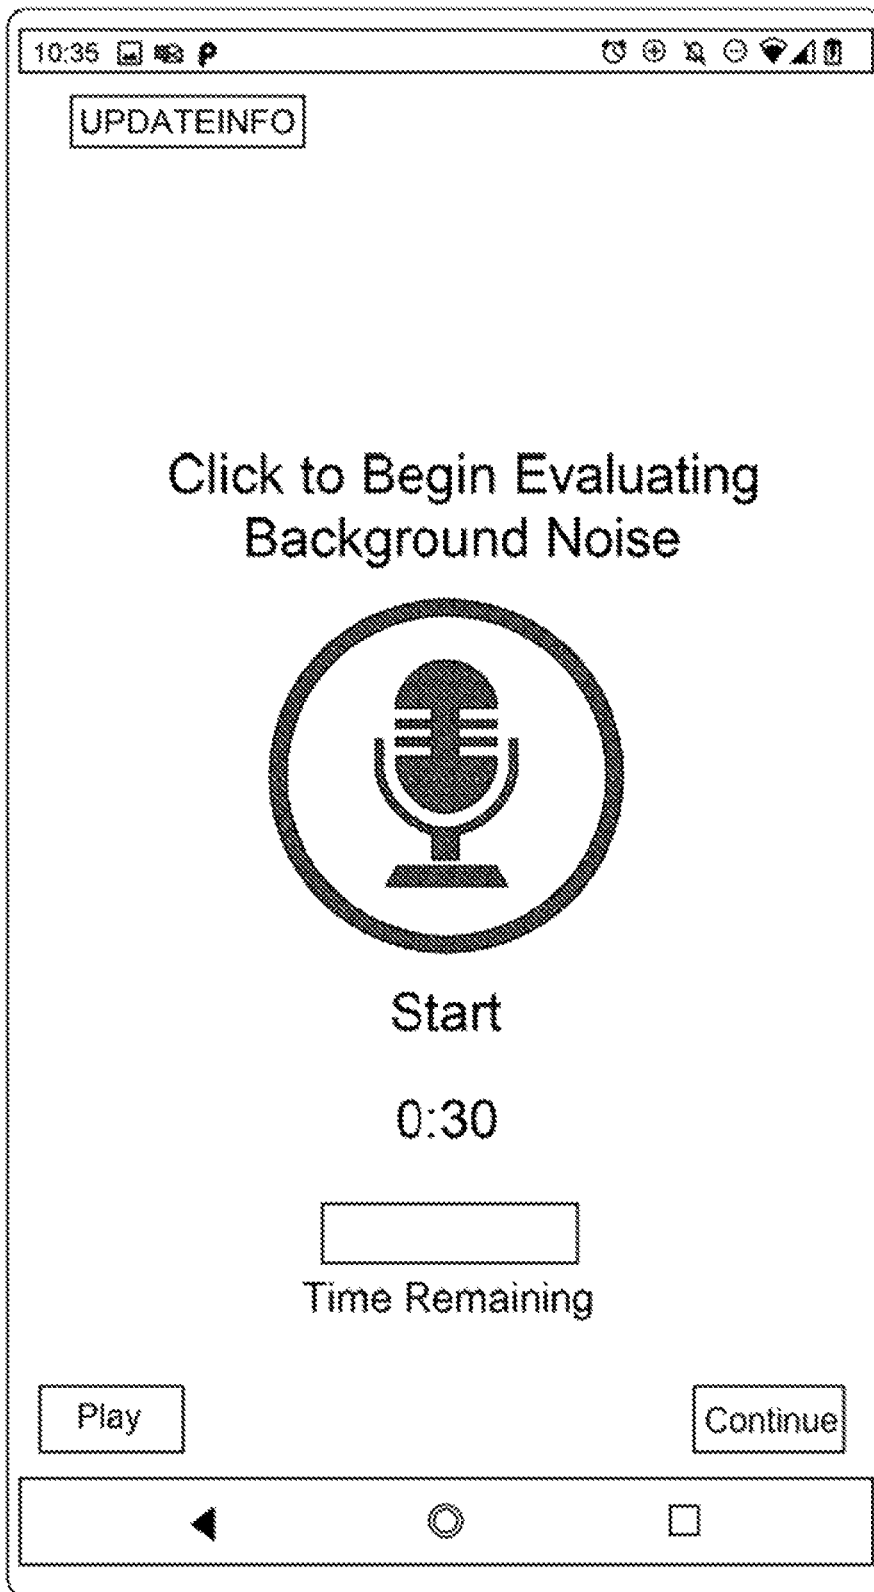 10:35
UPDATEINFO
Click to Begin Evaluating
Background Noise
Start
0:30
Time Remaining
Play
Continue